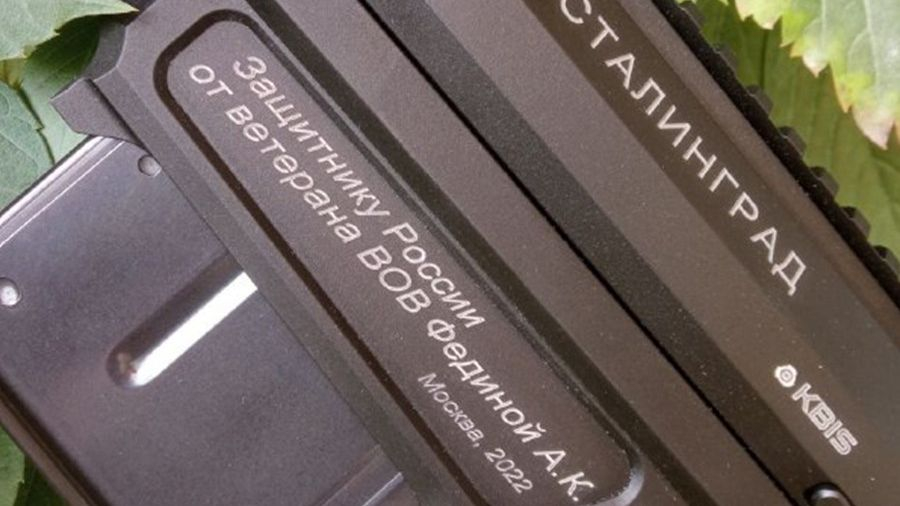 СТАЛИНГРАД
KBIS
Защитнику России
от ветерана ВОВ Фединой А.К.
Москва, 2022